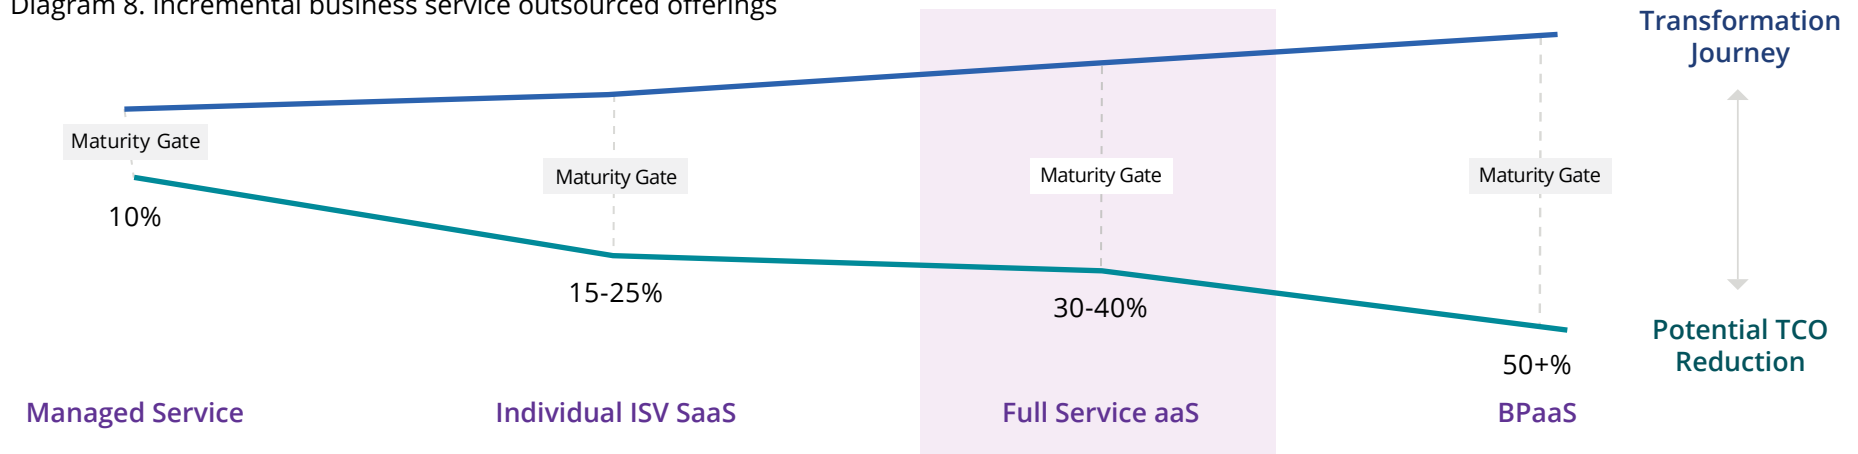 Diagram 8. Incremental business service outsourced offerings
Transformation
Journey
Maturity Gate
Maturity Gate
Maturity Gate
Maturity Gate
10%
15-25%
30-40%
50+%
Potential TCO
Reduction
Managed Service
Individual ISV SaaS
Full Service aaS
BPaaS